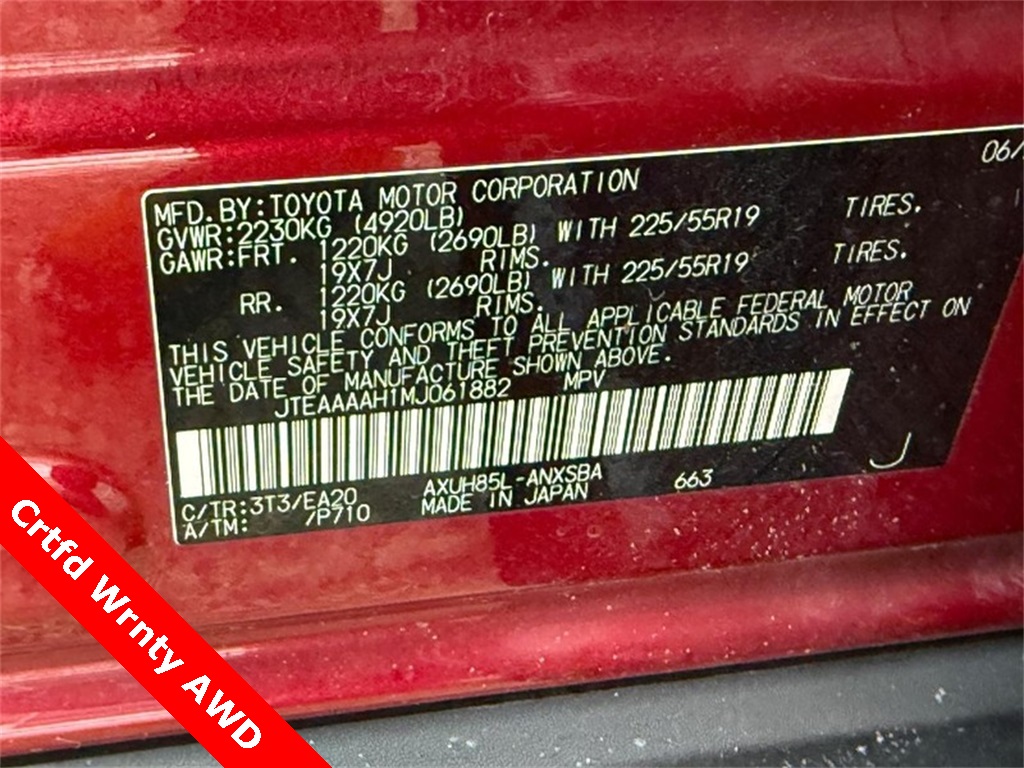 06/
MFD.BY:TOYOTA MOTOR CORPORATION
GVWR:2230KG (4920LB)
GAWR:FRT. 1220KG (2690LB) WITH 225/55R19 TIRES.
19X7J RIMS.
RR. 1220KG (2690LB) WITH 225/55R19 TIRES.
19X7J RIMS.
THIS VEHICLE CONFORMS TO ALL APPLICABLE FEDERAL MOTOR
VEHICLE SAFETY AND THEFT PREVENTION STANDARDS IN EFFECT ON
THE DATE OF MANUFACTURE SHOWN ABOVE.
JTEAAAAH1MJ061882 MPV
C/TR:3T3/EA20 AXUH85L-ANXSBA 663 J
A/TM: /P710 MADE IN JAPAN
Crtfd Wrnty AWD